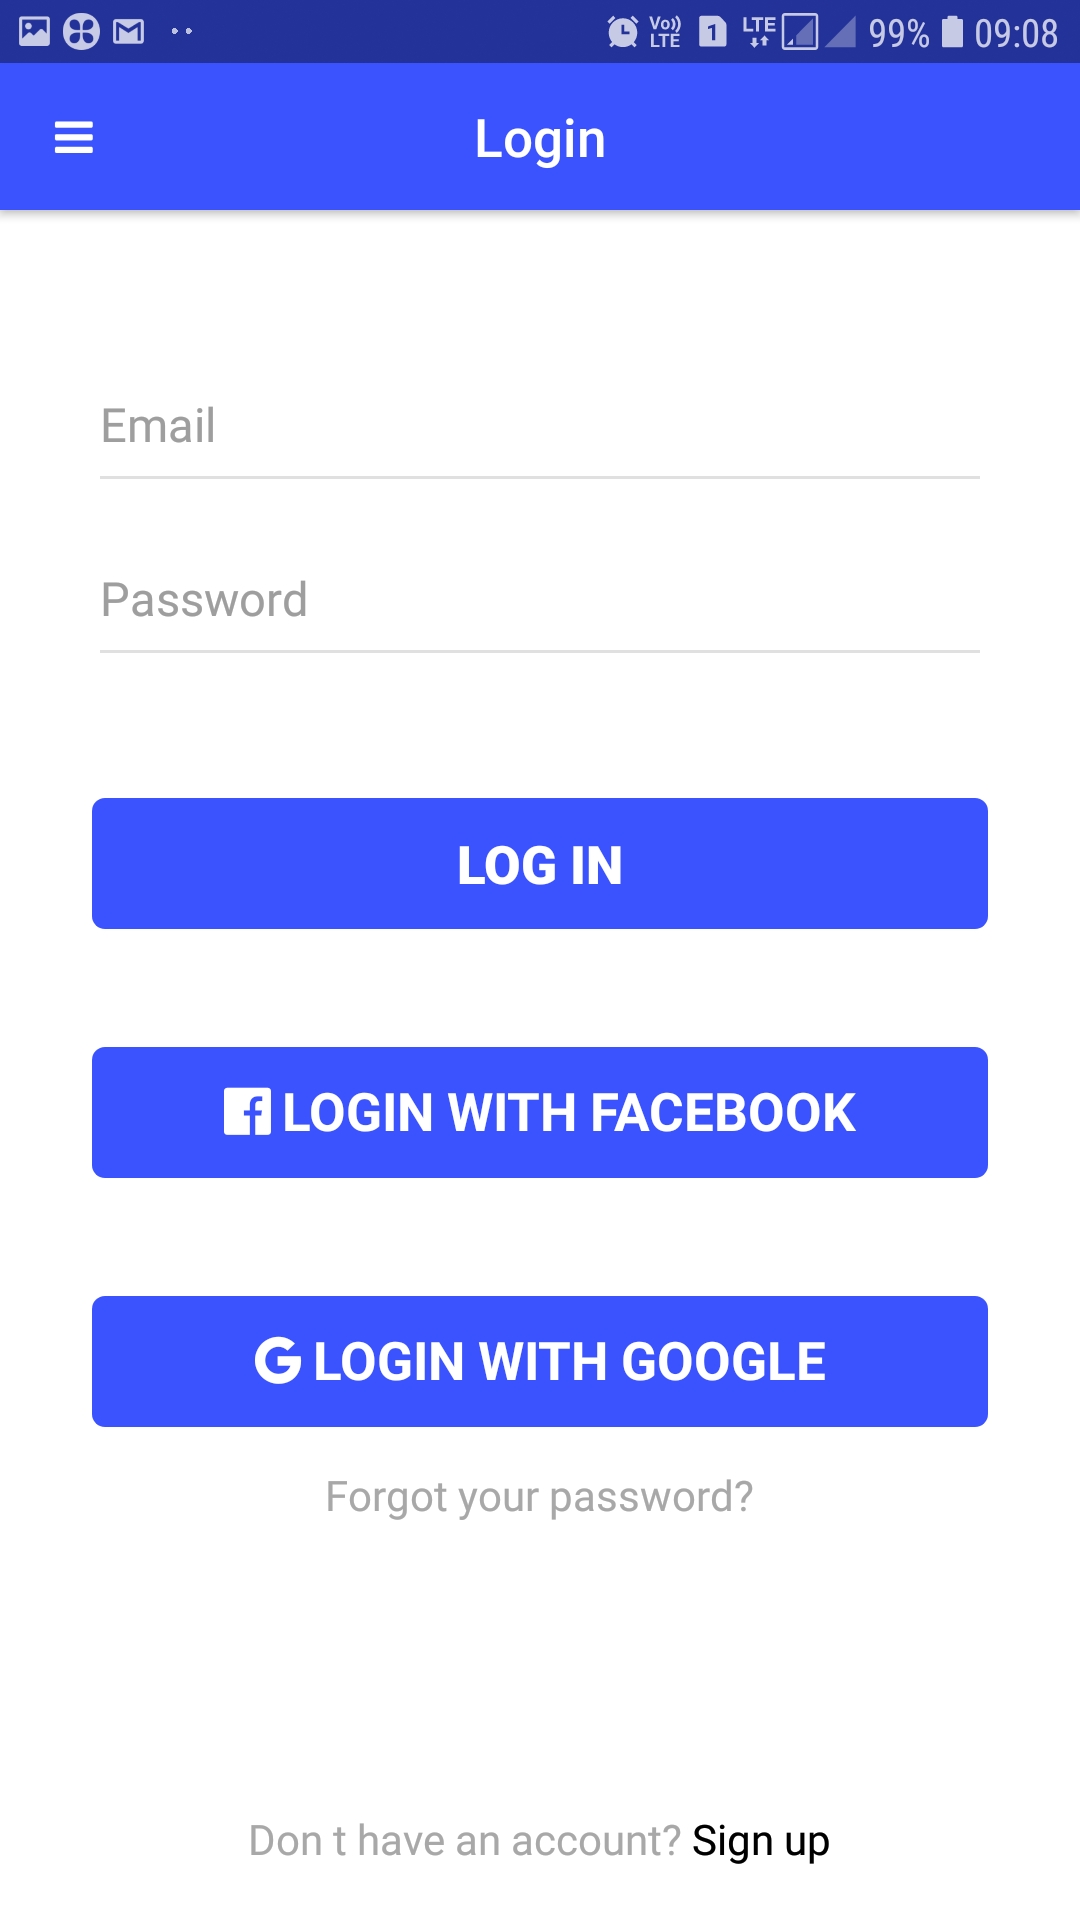 Vo)) LTE 1 LTE 99% 09:08
Login
Email
Password
LOG IN
LOGIN WITH FACEBOOK
G LOGIN WITH GOOGLE
Forgot your password?
Don t have an account? Sign up